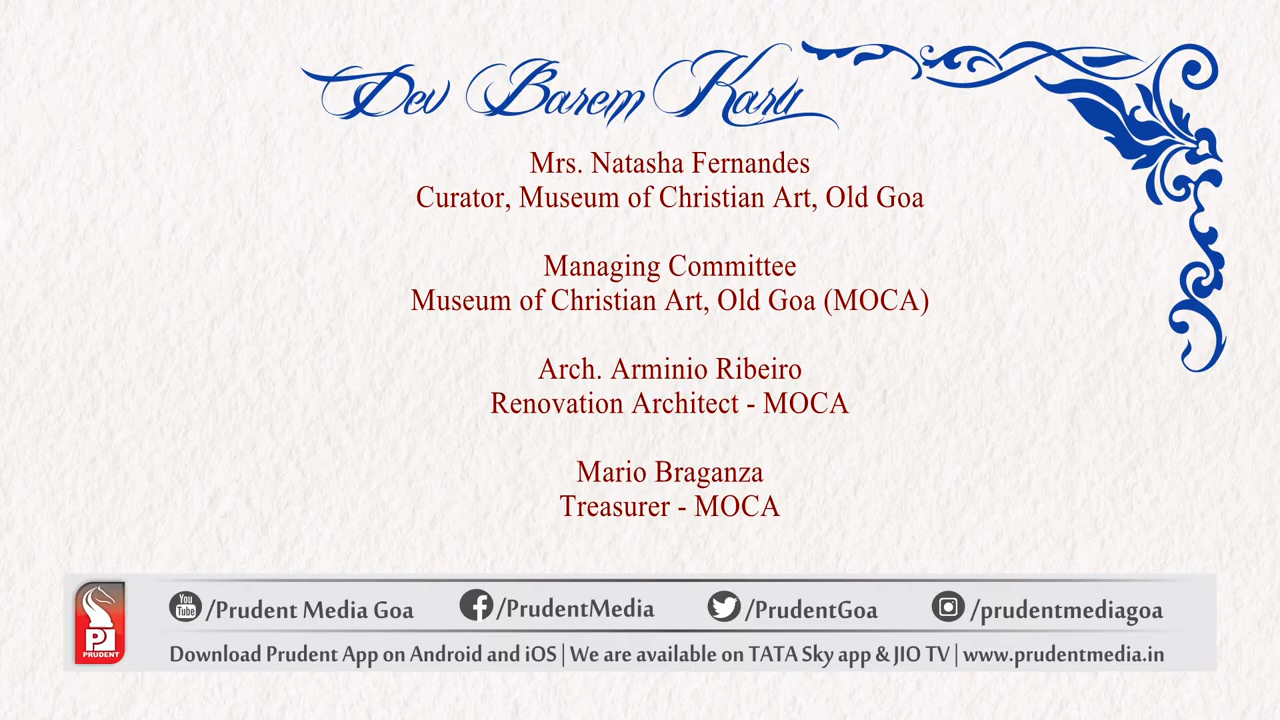 Dev Barem Karu
Mrs. Natasha Fernandes
Curator, Museum of Christian Art, Old Goa
Managing Committee
Museum of Christian Art, Old Goa (MOCA)
Arch. Arminio Ribeiro
Renovation Architect - MOCA
Mario Braganza
Treasurer - MOCA
You Tube /Prudent Media Goa /PrudentMedia /PrudentGoa /prudentmediagoa
PRUDENT
Download Prudent App on Android and iOS | We are available on TATA Sky app & JIO TV | www.prudentmedia.in